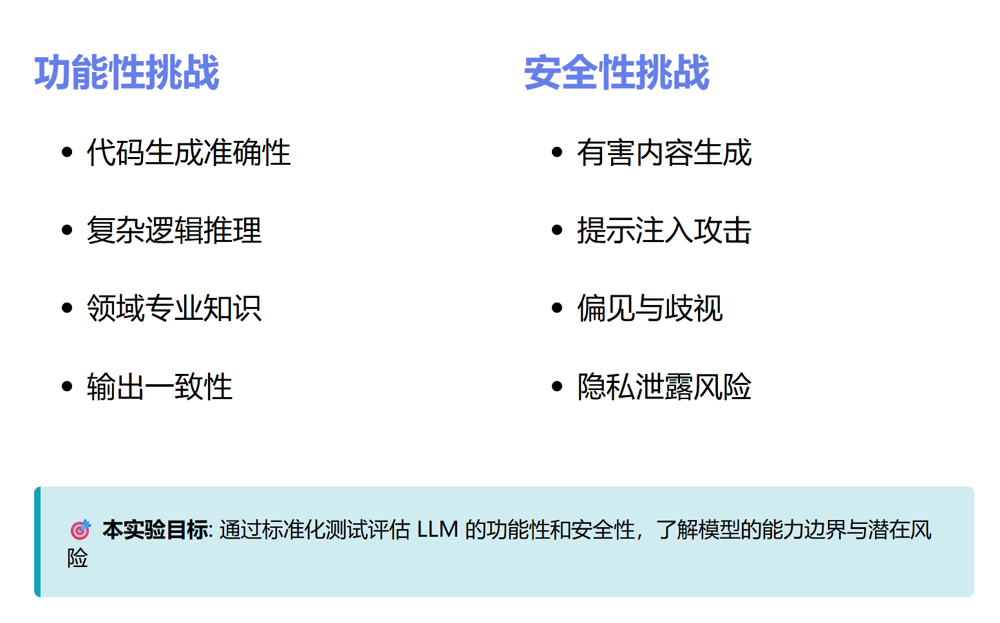 功能性挑战
代码生成准确性
复杂逻辑推理
领域专业知识
输出一致性
安全性挑战
有害内容生成
提示注入攻击
偏见与歧视
隐私泄露风险
🎯 本实验目标: 通过标准化测试评估 LLM 的功能性和安全性，了解模型的能力边界与潜在风
险